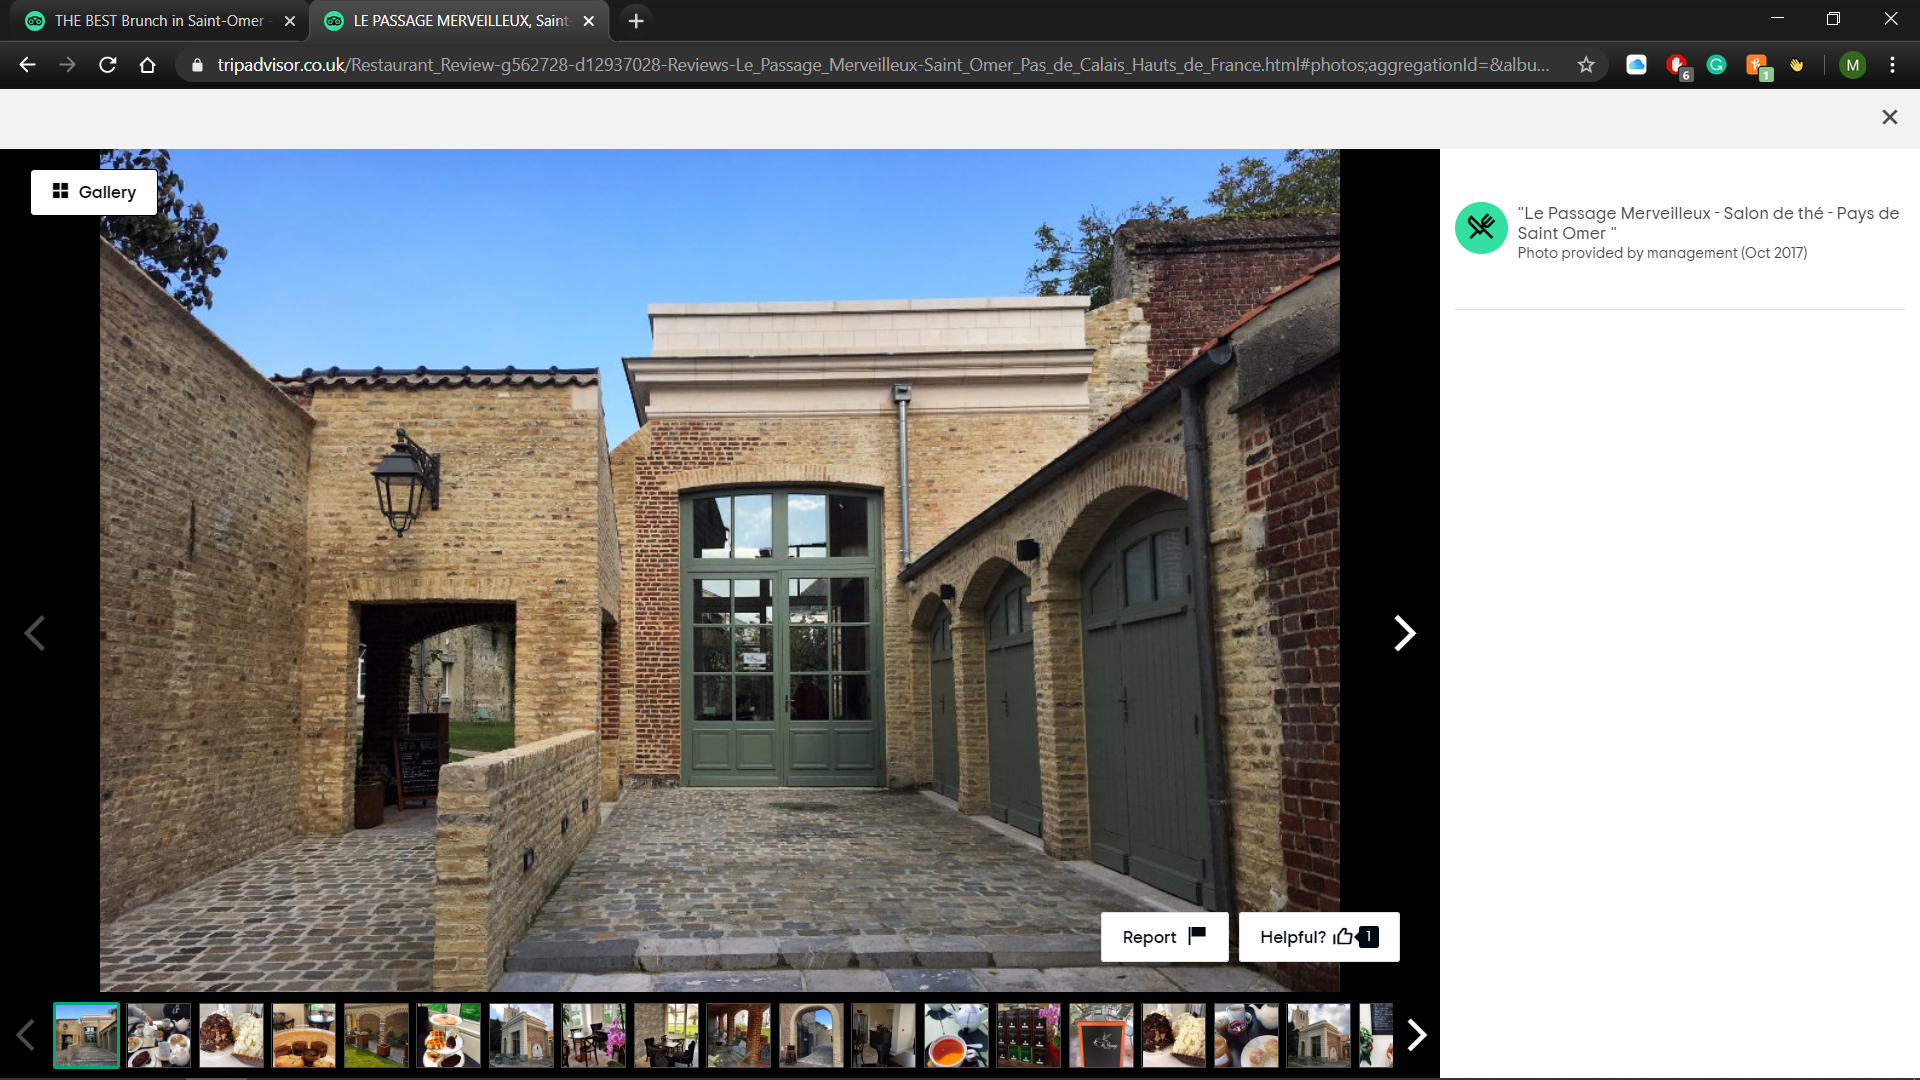 THE BEST Brunch in Saint-Omer -
LE PASSAGE MERVEILLEUX, Saint-
tripadvisor.co.uk/Restaurant_Review-g562728-d12937028-Reviews-Le_Passage_Merveilleux-Saint_Omer_Pas_de_Calais_Hauts_de_France.html#photos;aggregationId=&albu...
6
1
M
Gallery
"Le Passage Merveilleux - Salon de thé - Pays de
Saint Omer "
Photo provided by management (Oct 2017)
Report
Helpful? 1